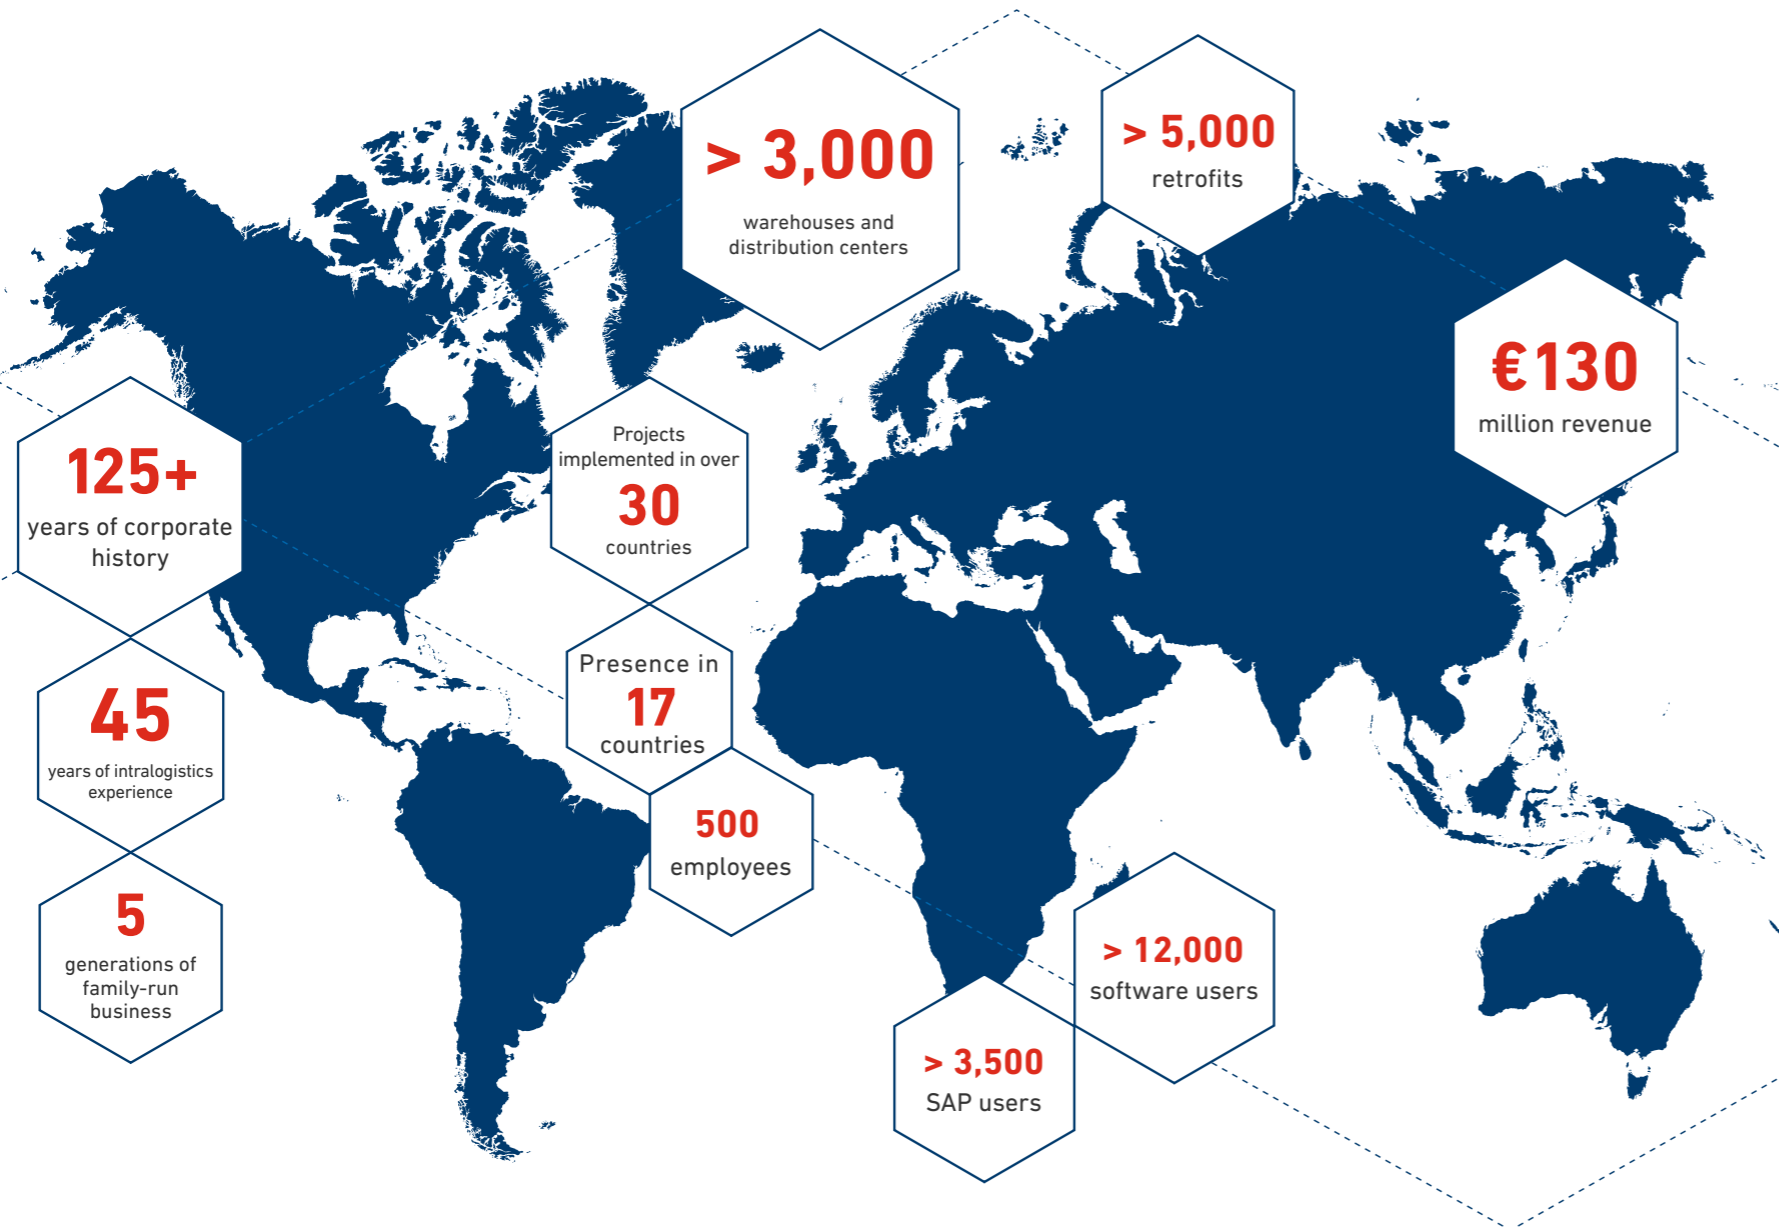 > 3,000
warehouses and
distribution centers
> 5,000
retrofits
€130
million revenue
125+
years of corporate
history
Projects
implemented in over
30
countries
Presence in
17
countries
45
years of intralogistics
experience
500
employees
5
generations of
family-run
business
> 12,000
software users
> 3,500
SAP users